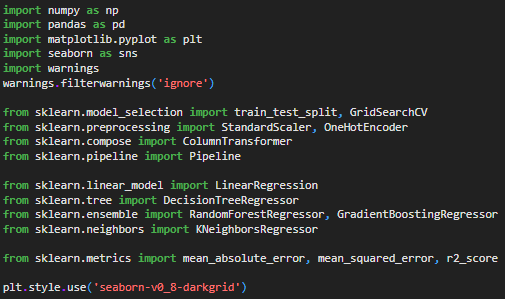 import numpy as np
import pandas as pd
import matplotlib.pyplot as plt
import seaborn as sns
import warnings
warnings.filterwarnings('ignore')

from sklearn.model_selection import train_test_split, GridSearchCV
from sklearn.preprocessing import StandardScaler, OneHotEncoder
from sklearn.compose import ColumnTransformer
from sklearn.pipeline import Pipeline

from sklearn.linear_model import LinearRegression
from sklearn.tree import DecisionTreeRegressor
from sklearn.ensemble import RandomForestRegressor, GradientBoostingRegressor
from sklearn.neighbors import KNeighborsRegressor

from sklearn.metrics import mean_absolute_error, mean_squared_error, r2_score

plt.style.use('seaborn-v0_8-darkgrid')